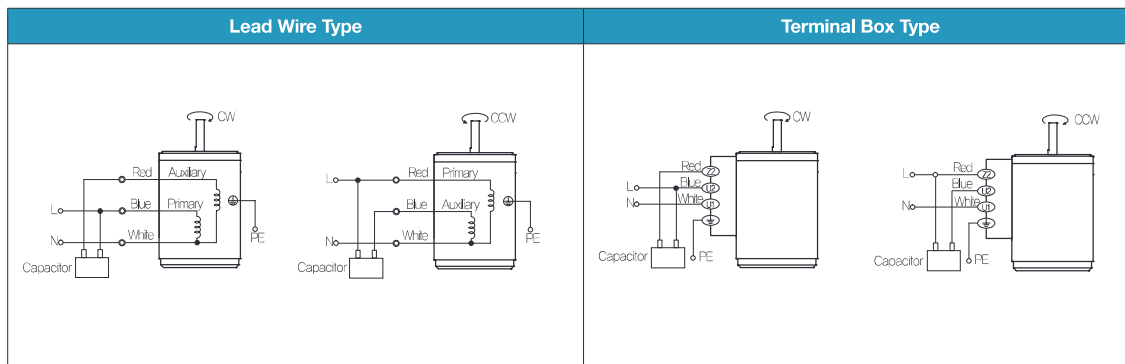 Lead Wire Type
Terminal Box Type
CW
Red Auxiliary
L Blue Primary
N White
PE
Capacitor
CCW
L Red Primary
Blue Auxiliary
N White
PE
Capacitor
CW
Red Z2
L Blue U2
N White U1
Capacitor PE
CCW
L Red Z2
Blue U2
N White U1
Capacitor PE